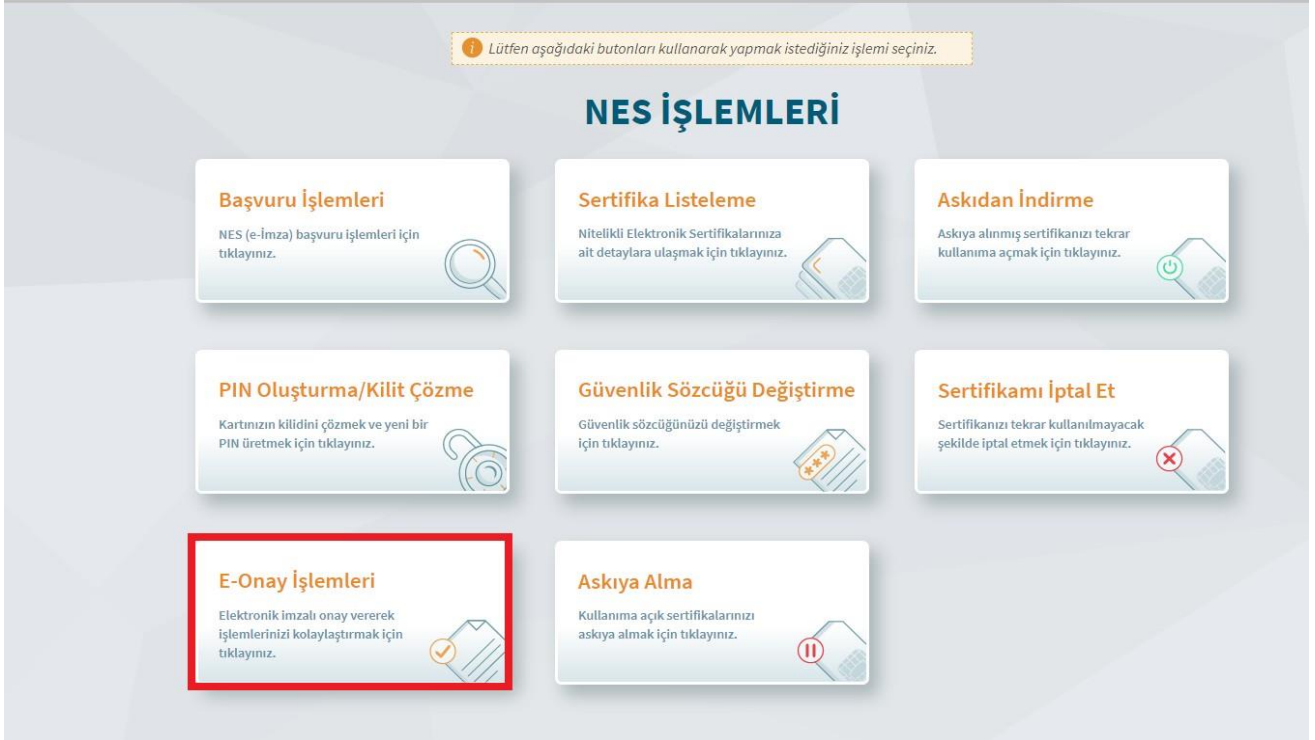 Lütfen aşağıdaki butonları kullanarak yapmak istediğiniz işlemi seçiniz.
NES İŞLEMLERİ
Başvuru İşlemleri
NES (e-İmza) başvuru işlemleri için
tıklayınız.
Sertifika Listeleme
Nitelikli Elektronik Sertifikalarınıza
ait detaylara ulaşmak için tıklayınız.
Askıdan İndirme
Askıya alınmış sertifikanızı tekrar
kullanıma açmak için tıklayınız.
PIN Oluşturma/Kilit Çözme
Kartınızın kilidini çözmek ve yeni bir
PIN üretmek için tıklayınız.
Güvenlik Sözcüğü Değiştirme
Güvenlik sözcüğünüzü değiştirmek
için tıklayınız.
Sertifikamı İptal Et
Sertifikanızı tekrar kullanılmayacak
şekilde iptal etmek için tıklayınız.
E-Onay İşlemleri
Elektronik imzalı onay vererek
işlemlerinizi kolaylaştırmak için
tıklayınız.
Askıya Alma
Kullanıma açık sertifikalarınızı
askıya almak için tıklayınız.